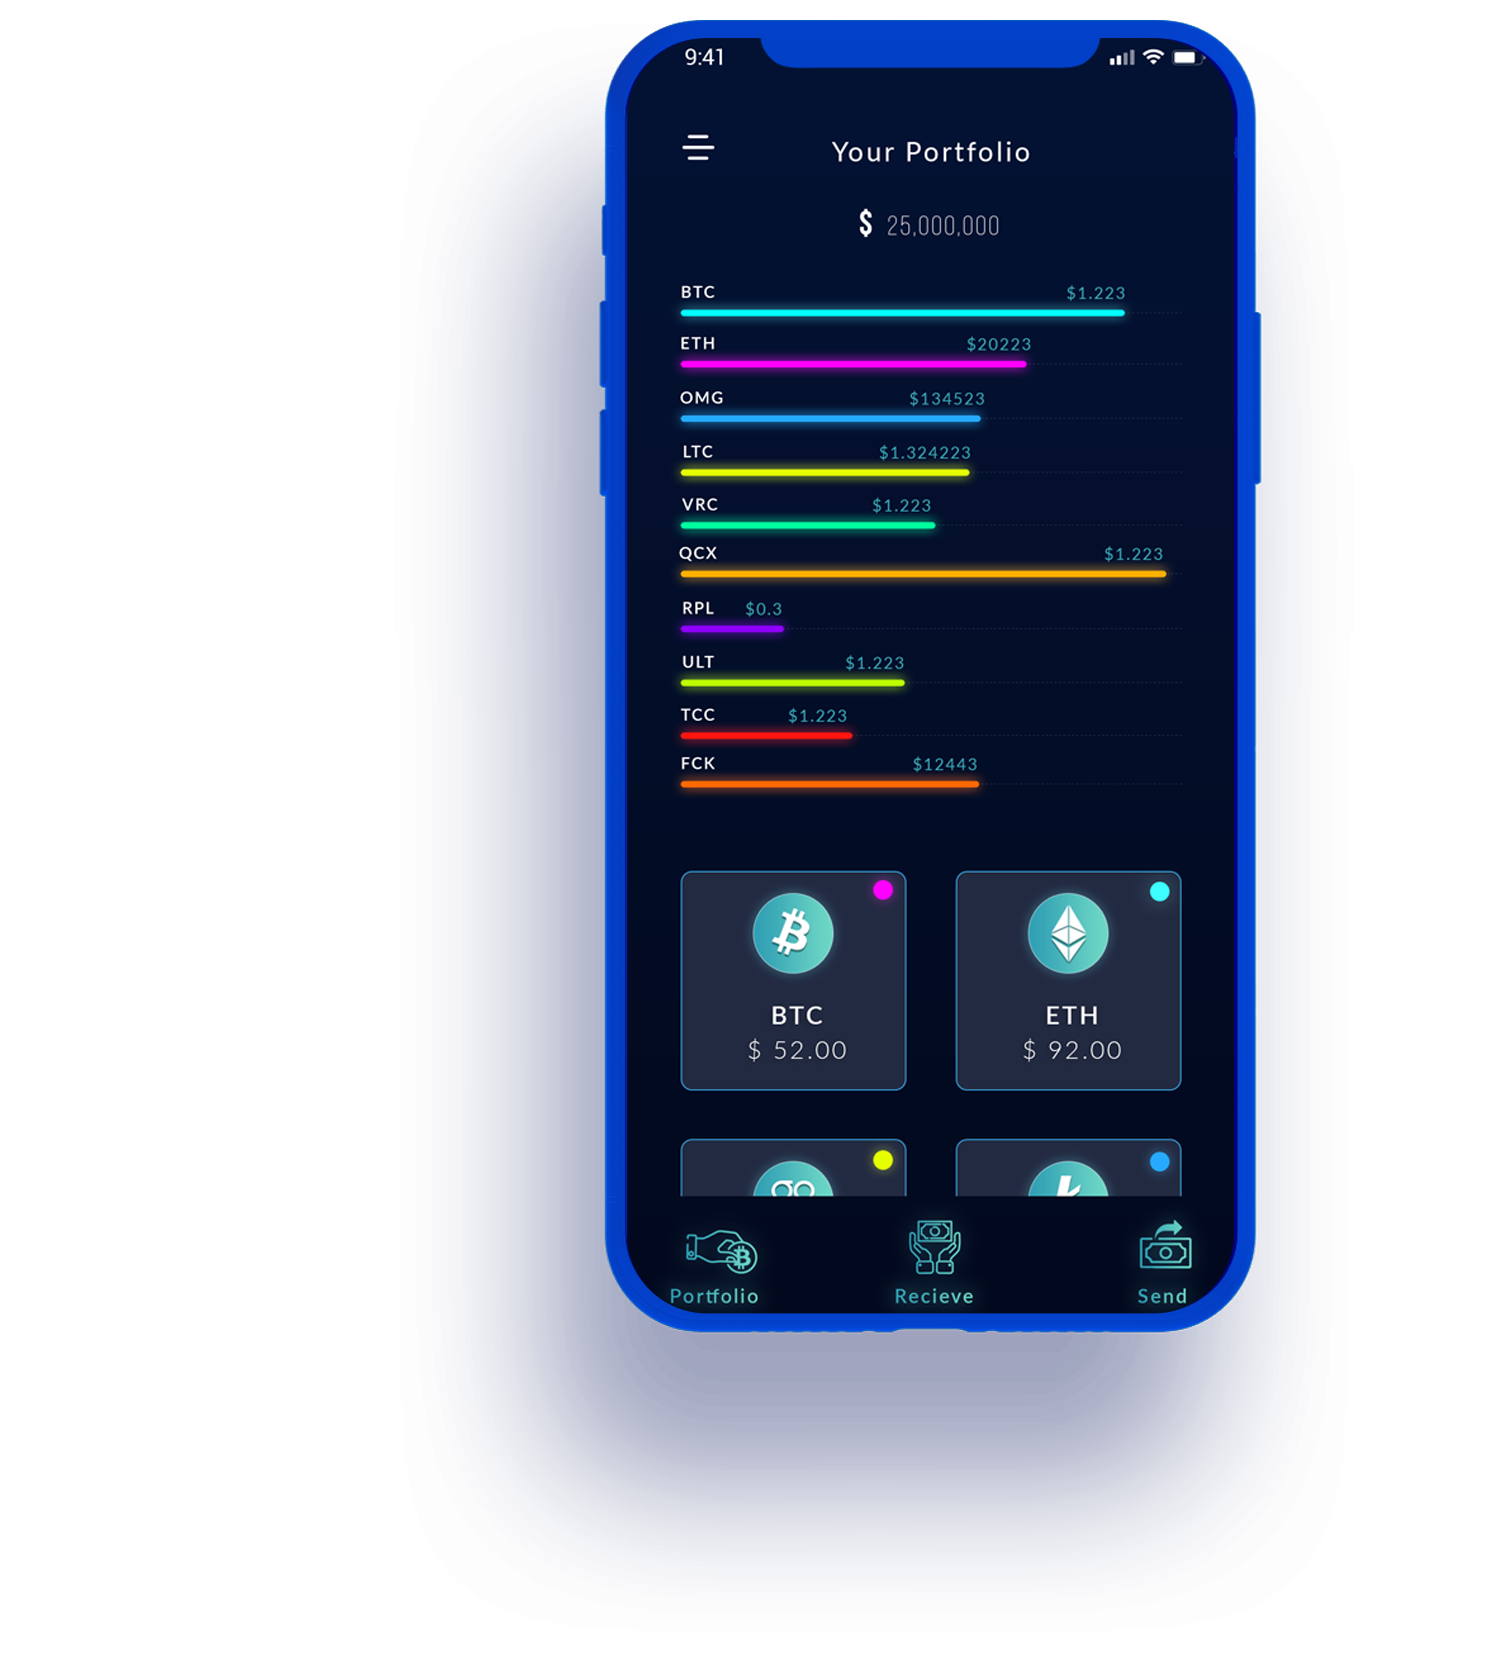 9:41
Your Portfolio
$ 25,000,000
BTC $1.223
ETH $20223
OMG $134523
LTC $1.324223
VRC $1.223
QCX $1.223
RPL $0.3
ULT $1.223
TCC $1.223
FCK $12443
BTC
$ 52.00
ETH
$ 92.00
Portfolio
Recieve
Send